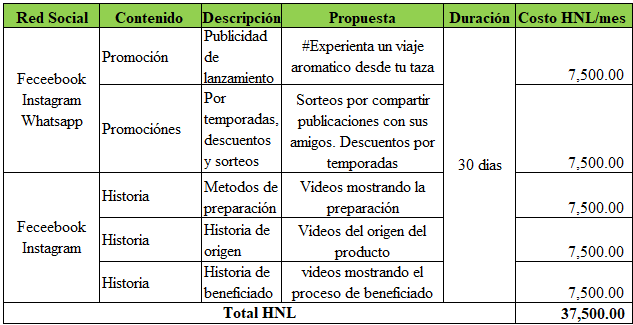 Red Social Contenido Descripción Propuesta Duración Costo HNL/mes
Feceebook
Instagram
Whatsapp
Promoción
Publicidad
de
lanzamiento
#Experienta un viaje
aromatico desde tu taza
30 dias
7,500.00
Promociónes
Por
temporadas,
descuentos
y sorteos
Sorteos por compartir
publicaciones con sus
amigos. Descuentos por
temporadas
7,500.00
Feceebook
Instagram
Historia
Metodos de
preparación
Videos mostrando la
preparación
7,500.00
Historia
Historia de
origen
Videos del origen del
producto
7,500.00
Historia
Historia de
beneficiado
videos mostrando el
proceso de beneficiado
7,500.00
Total HNL 37,500.00